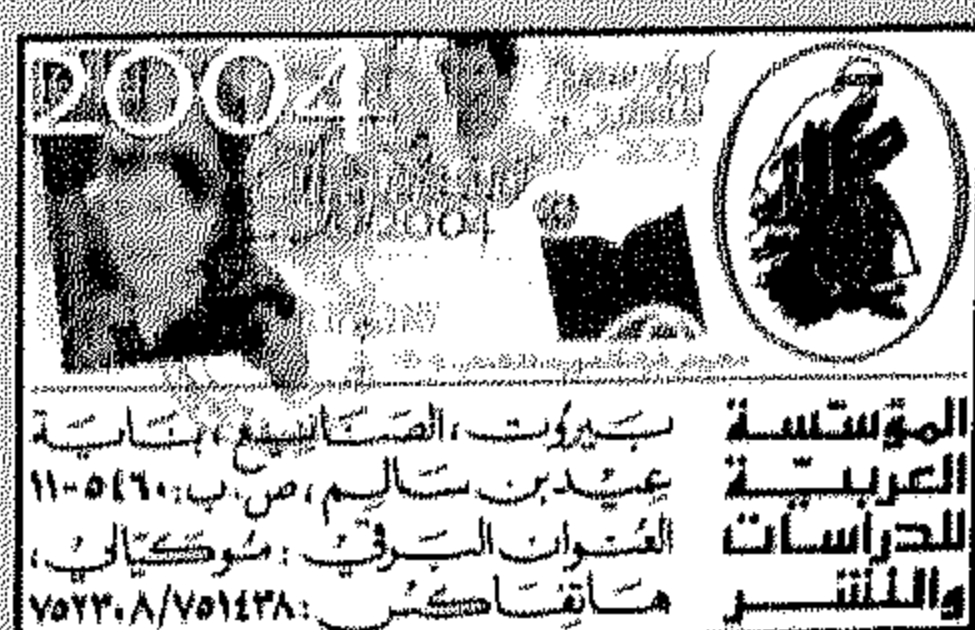 2004
المؤسسة
العربية
للدراسات
والنشر
بيروت، الصنايع، بناية
عيد بن سالم، ص.ب: ٥٤٦٠-١١
العنوان البرقي: موكيالي،
هاتفاكس: ٧٥١٤٣٨/٧٥٢٣٠٨